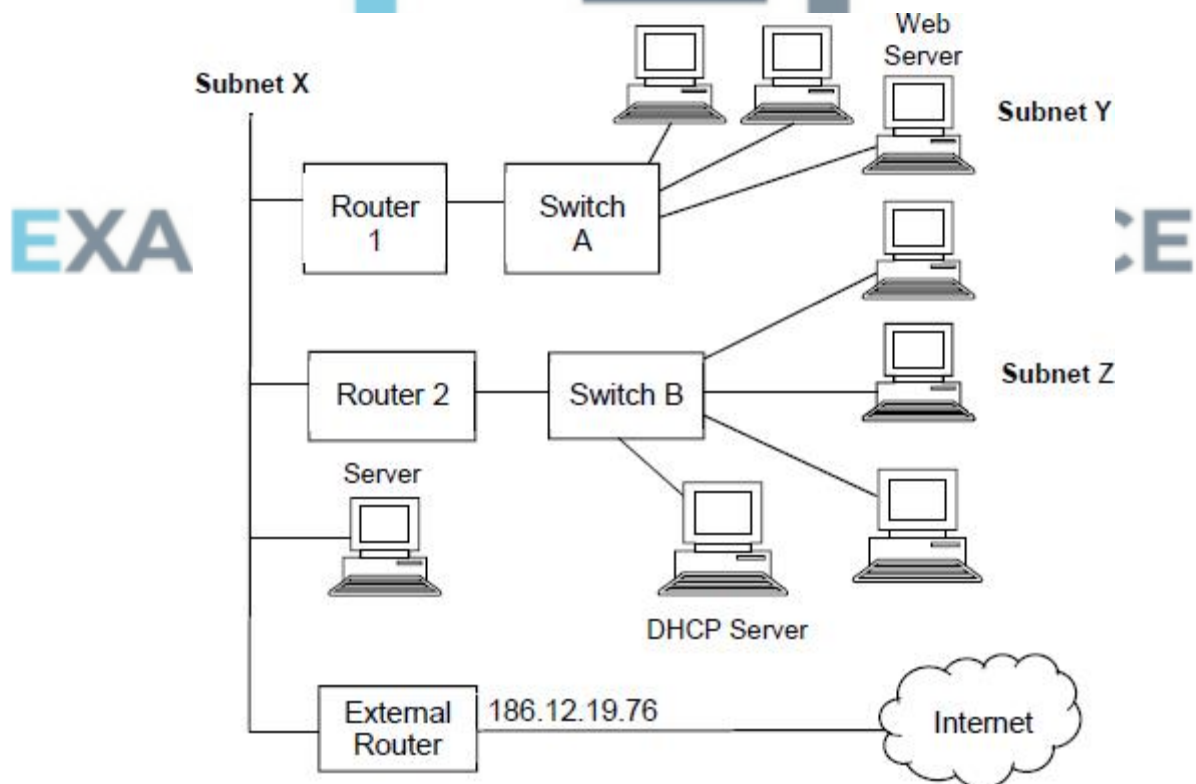 Web
Server
Subnet X
Subnet Y
Router
1
Switch
A
EXA
CE
Router 2
Switch B
Subnet Z
Server
DHCP Server
External
Router
186.12.19.76
Internet